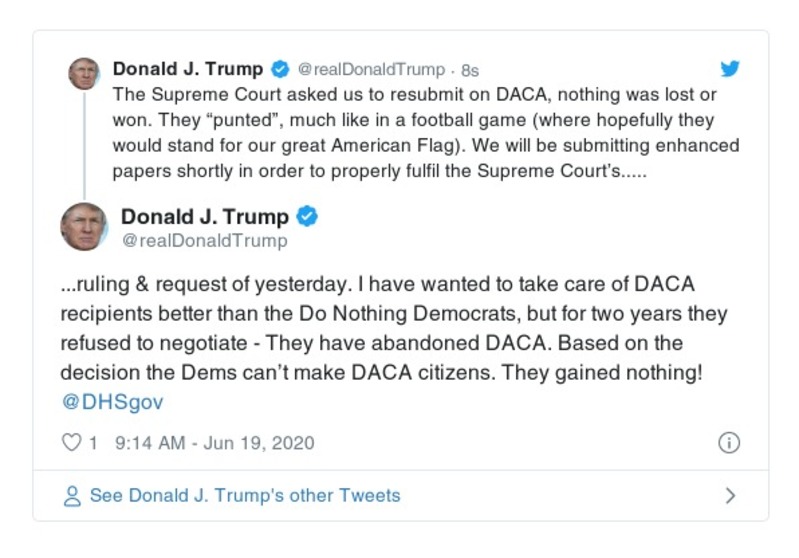 Donald J. Trump @realDonaldTrump · 8s
The Supreme Court asked us to resubmit on DACA, nothing was lost or
won. They “punted”, much like in a football game (where hopefully they
would stand for our great American Flag). We will be submitting enhanced
papers shortly in order to properly fulfil the Supreme Court’s.....
Donald J. Trump
@realDonaldTrump
...ruling & request of yesterday. I have wanted to take care of DACA
recipients better than the Do Nothing Democrats, but for two years they
refused to negotiate - They have abandoned DACA. Based on the
decision the Dems can’t make DACA citizens. They gained nothing!
@DHSgov
1 9:14 AM - Jun 19, 2020
See Donald J. Trump's other Tweets